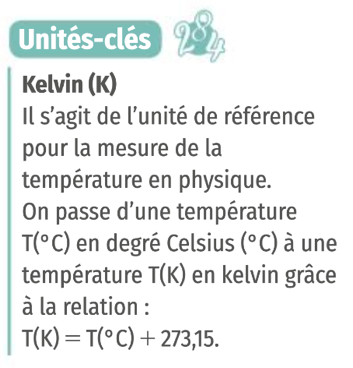 Unités-clés
284
Kelvin (K)
Il s’agit de l’unité de référence
pour la mesure de la
température en physique.
On passe d’une température
T(°C) en degré Celsius (°C) à une
température T(K) en kelvin grâce
à la relation :
T(K) = T(°C) + 273,15.